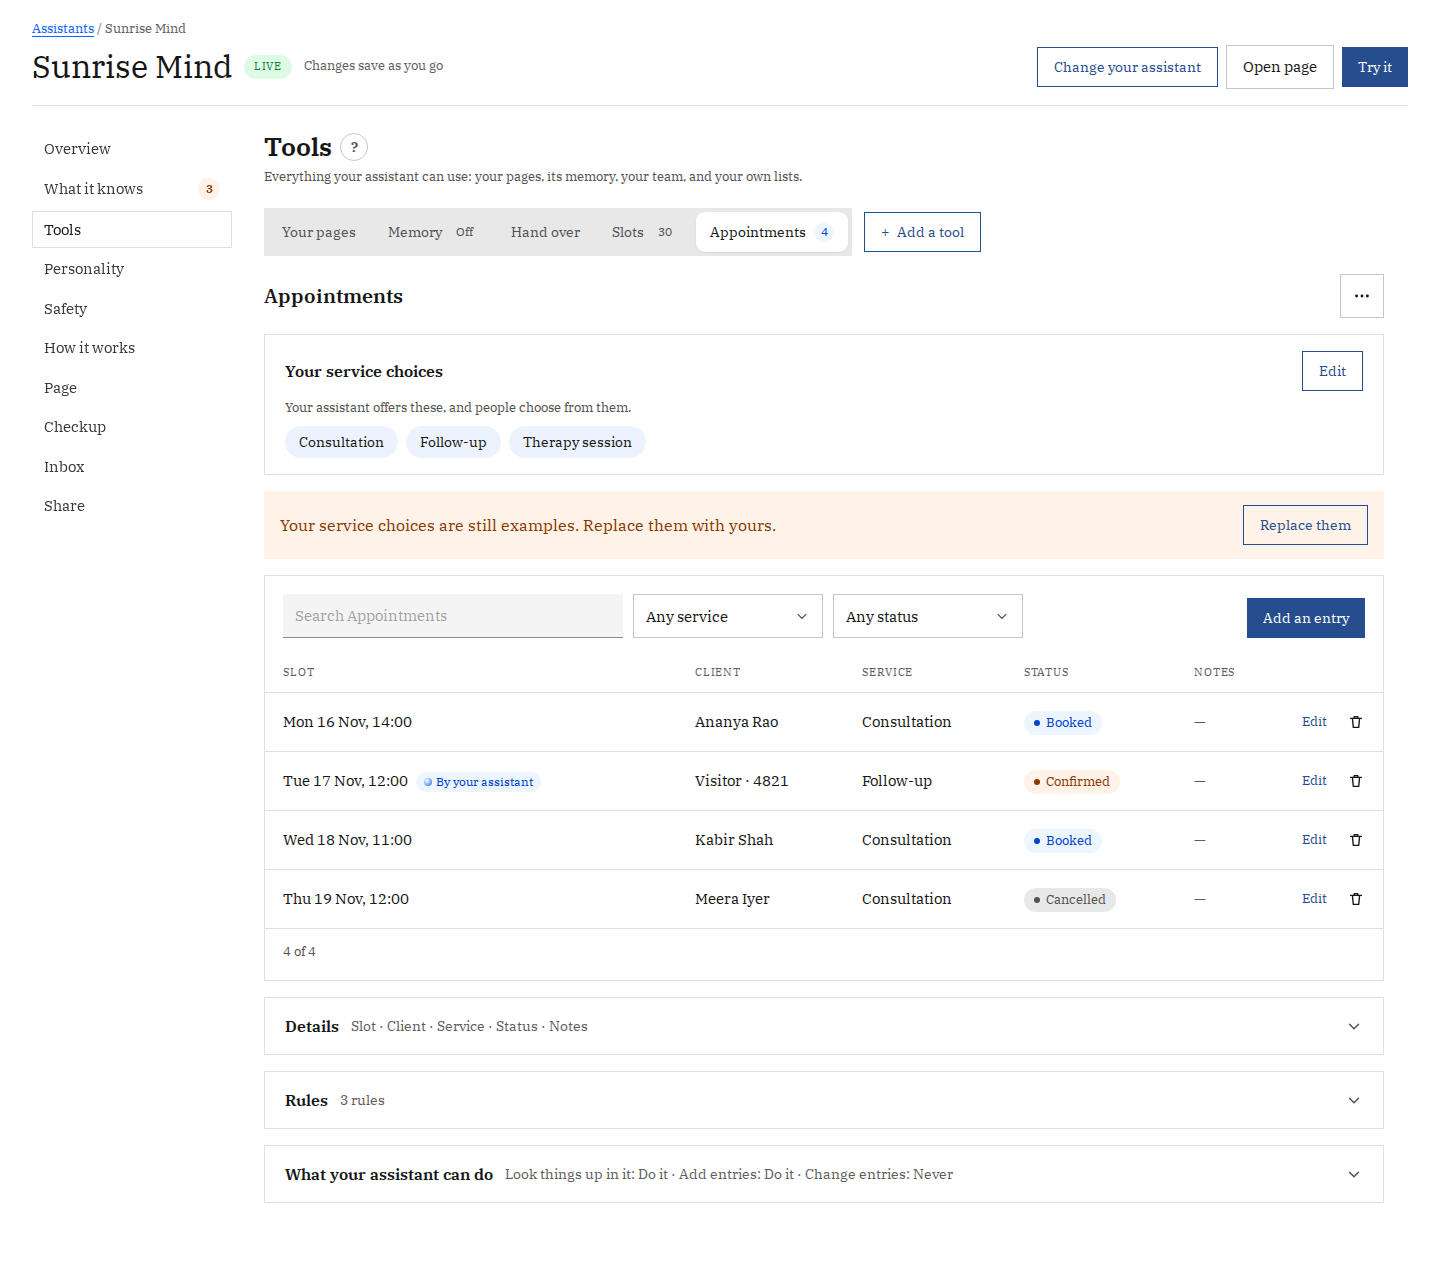 Assistants / Sunrise Mind
Sunrise Mind LIVE Changes save as you go Change your assistant Open page Try it
Overview
What it knows 3
Tools
Personality
Safety
How it works
Page
Checkup
Inbox
Share
Tools ?
Everything your assistant can use: your pages, its memory, your team, and your own lists.
Your pages Memory Off Hand over Slots 30 Appointments 4 + Add a tool
Appointments ...
Your service choices Edit
Your assistant offers these, and people choose from them.
Consultation Follow-up Therapy session
Your service choices are still examples. Replace them with yours. Replace them
Search Appointments Any service Any status Add an entry
SLOT CLIENT SERVICE STATUS NOTES
Mon 16 Nov, 14:00 Ananya Rao Consultation Booked — Edit
Tue 17 Nov, 12:00 By your assistant Visitor · 4821 Follow-up Confirmed — Edit
Wed 18 Nov, 11:00 Kabir Shah Consultation Booked — Edit
Thu 19 Nov, 12:00 Meera Iyer Consultation Cancelled — Edit
4 of 4
Details Slot · Client · Service · Status · Notes
Rules 3 rules
What your assistant can do Look things up in it: Do it · Add entries: Do it · Change entries: Never